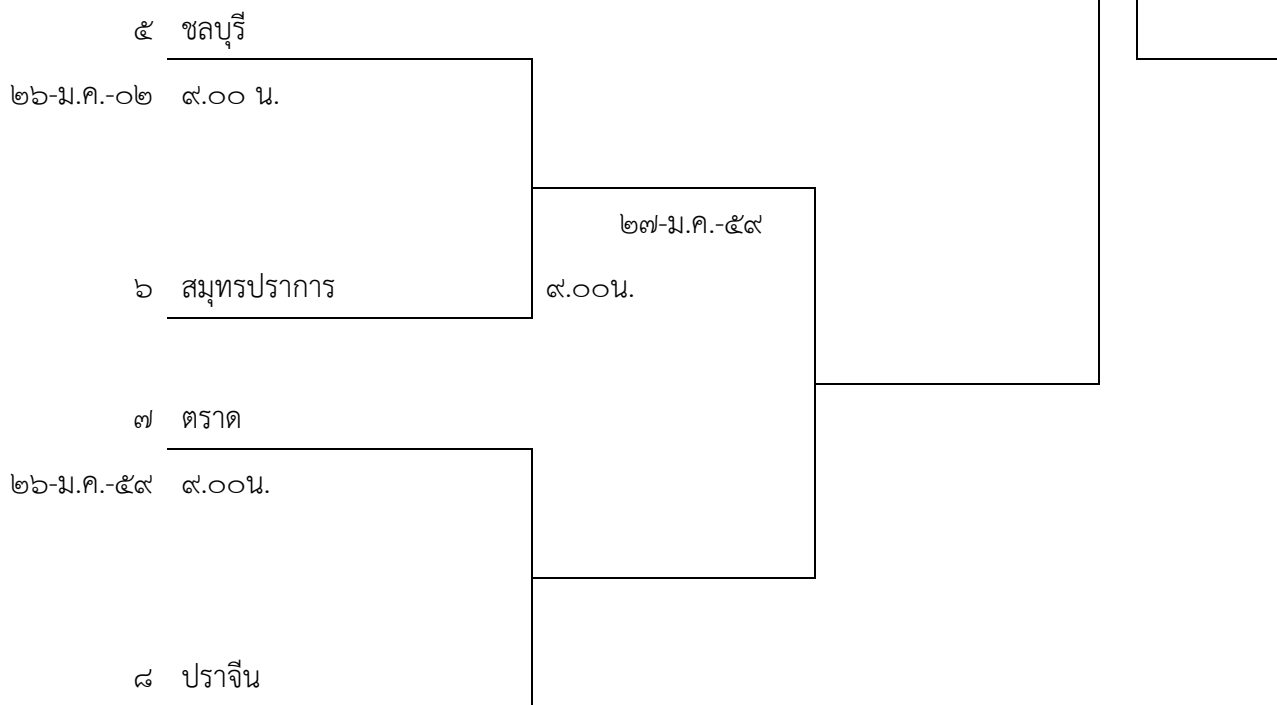 ๕ ชลบุรี
๒๖-ม.ค.-๐๒ ๙.๐๐ น.
๒๗-ม.ค.-๕๙
๖ สมุทรปราการ ๙.๐๐น.
๗ ตราด
๒๖-ม.ค.-๕๙ ๙.๐๐น.
๘ ปราจีน